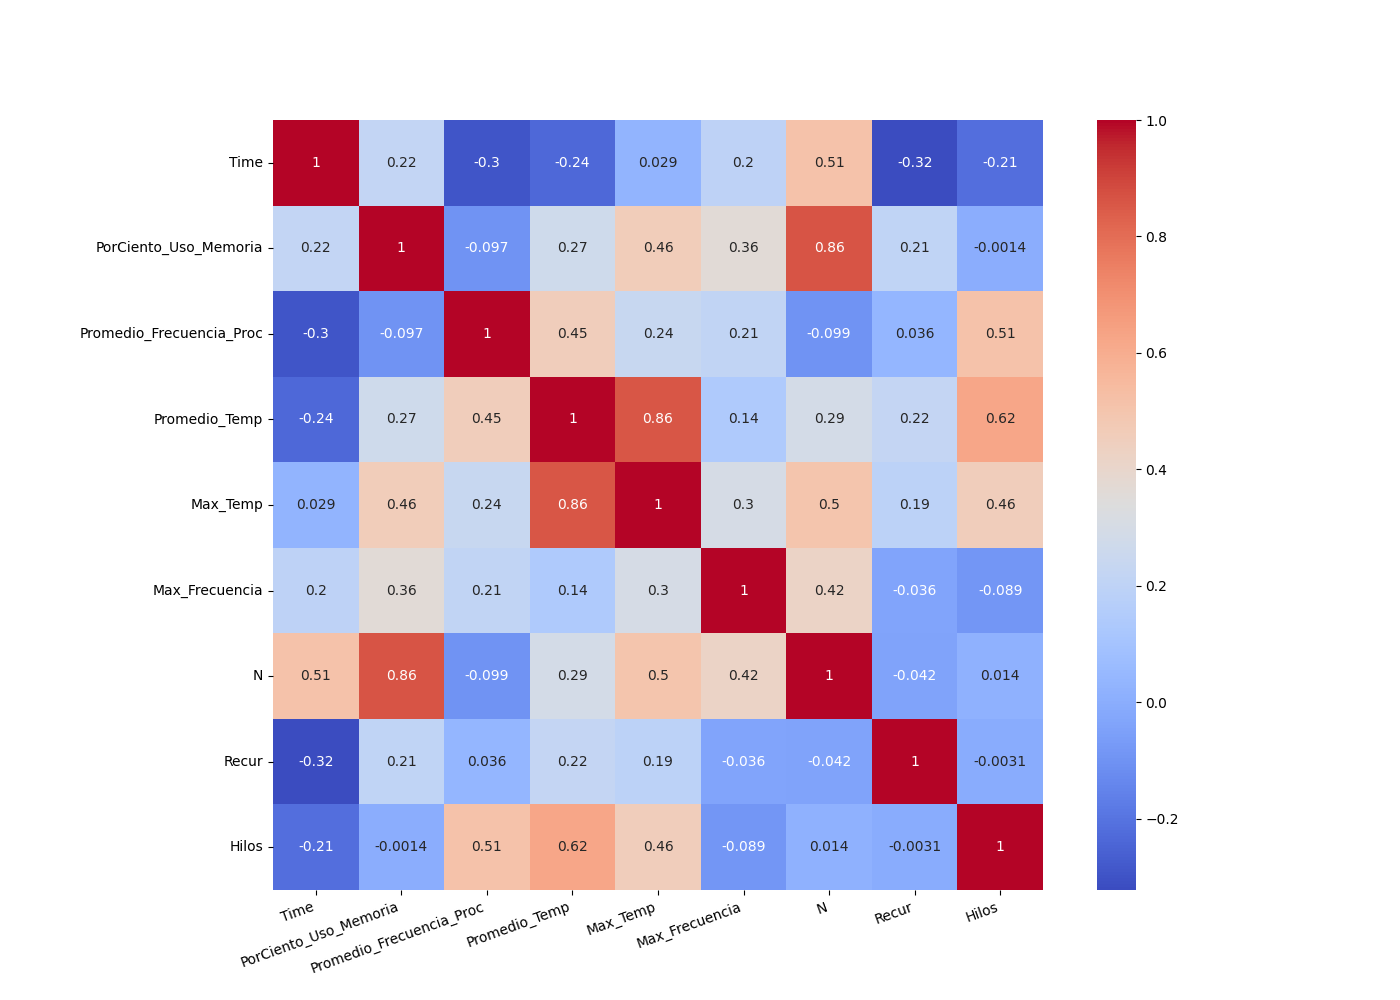 1.0
Time 1 0.22 -0.3 -0.24 0.029 0.2 0.51 -0.32 -0.21
0.8
PorCiento_Uso_Memoria 0.22 1 -0.097 0.27 0.46 0.36 0.86 0.21 -0.0014
Promedio_Frecuencia_Proc -0.3 -0.097 1 0.45 0.24 0.21 -0.099 0.036 0.51
0.6
Promedio_Temp -0.24 0.27 0.45 1 0.86 0.14 0.29 0.22 0.62
0.4
Max_Temp 0.029 0.46 0.24 0.86 1 0.3 0.5 0.19 0.46
Max_Frecuencia 0.2 0.36 0.21 0.14 0.3 1 0.42 -0.036 -0.089
0.2
N 0.51 0.86 -0.099 0.29 0.5 0.42 1 -0.042 0.014
0.0
Recur -0.32 0.21 0.036 0.22 0.19 -0.036 -0.042 1 -0.0031
−0.2
Hilos -0.21 -0.0014 0.51 0.62 0.46 -0.089 0.014 -0.0031 1
Time PorCiento_Uso_Memoria Promedio_Frecuencia_Proc Promedio_Temp Max_Temp Max_Frecuencia N Recur Hilos